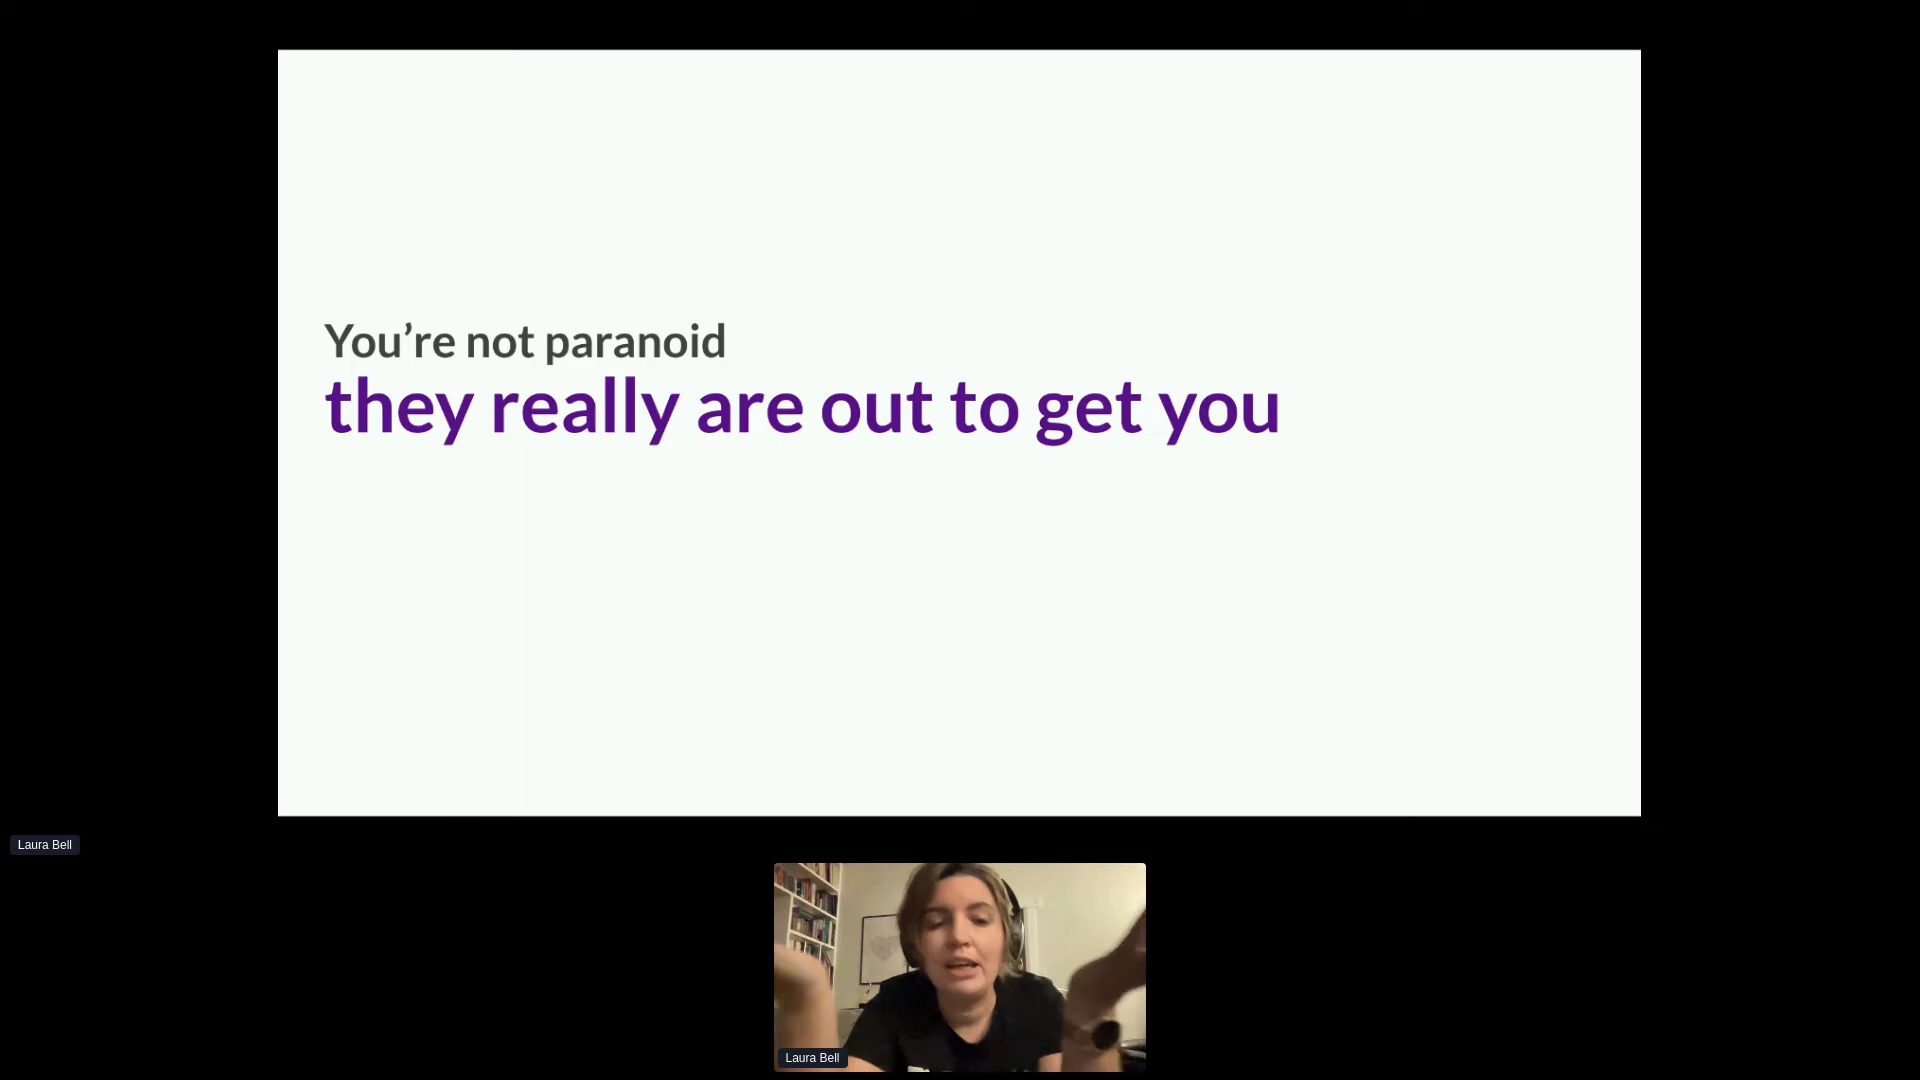 You’re not paranoid
they really are out to get you
Laura Bell
Laura Bell